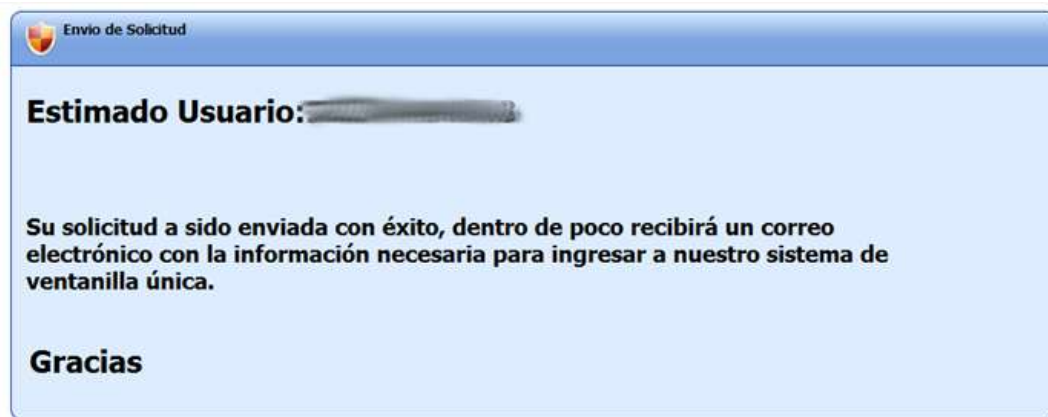 Envio de Solicitud
Estimado Usuario:
Su solicitud a sido enviada con éxito, dentro de poco recibirá un correo
electrónico con la información necesaria para ingresar a nuestro sistema de
ventanilla única.
Gracias